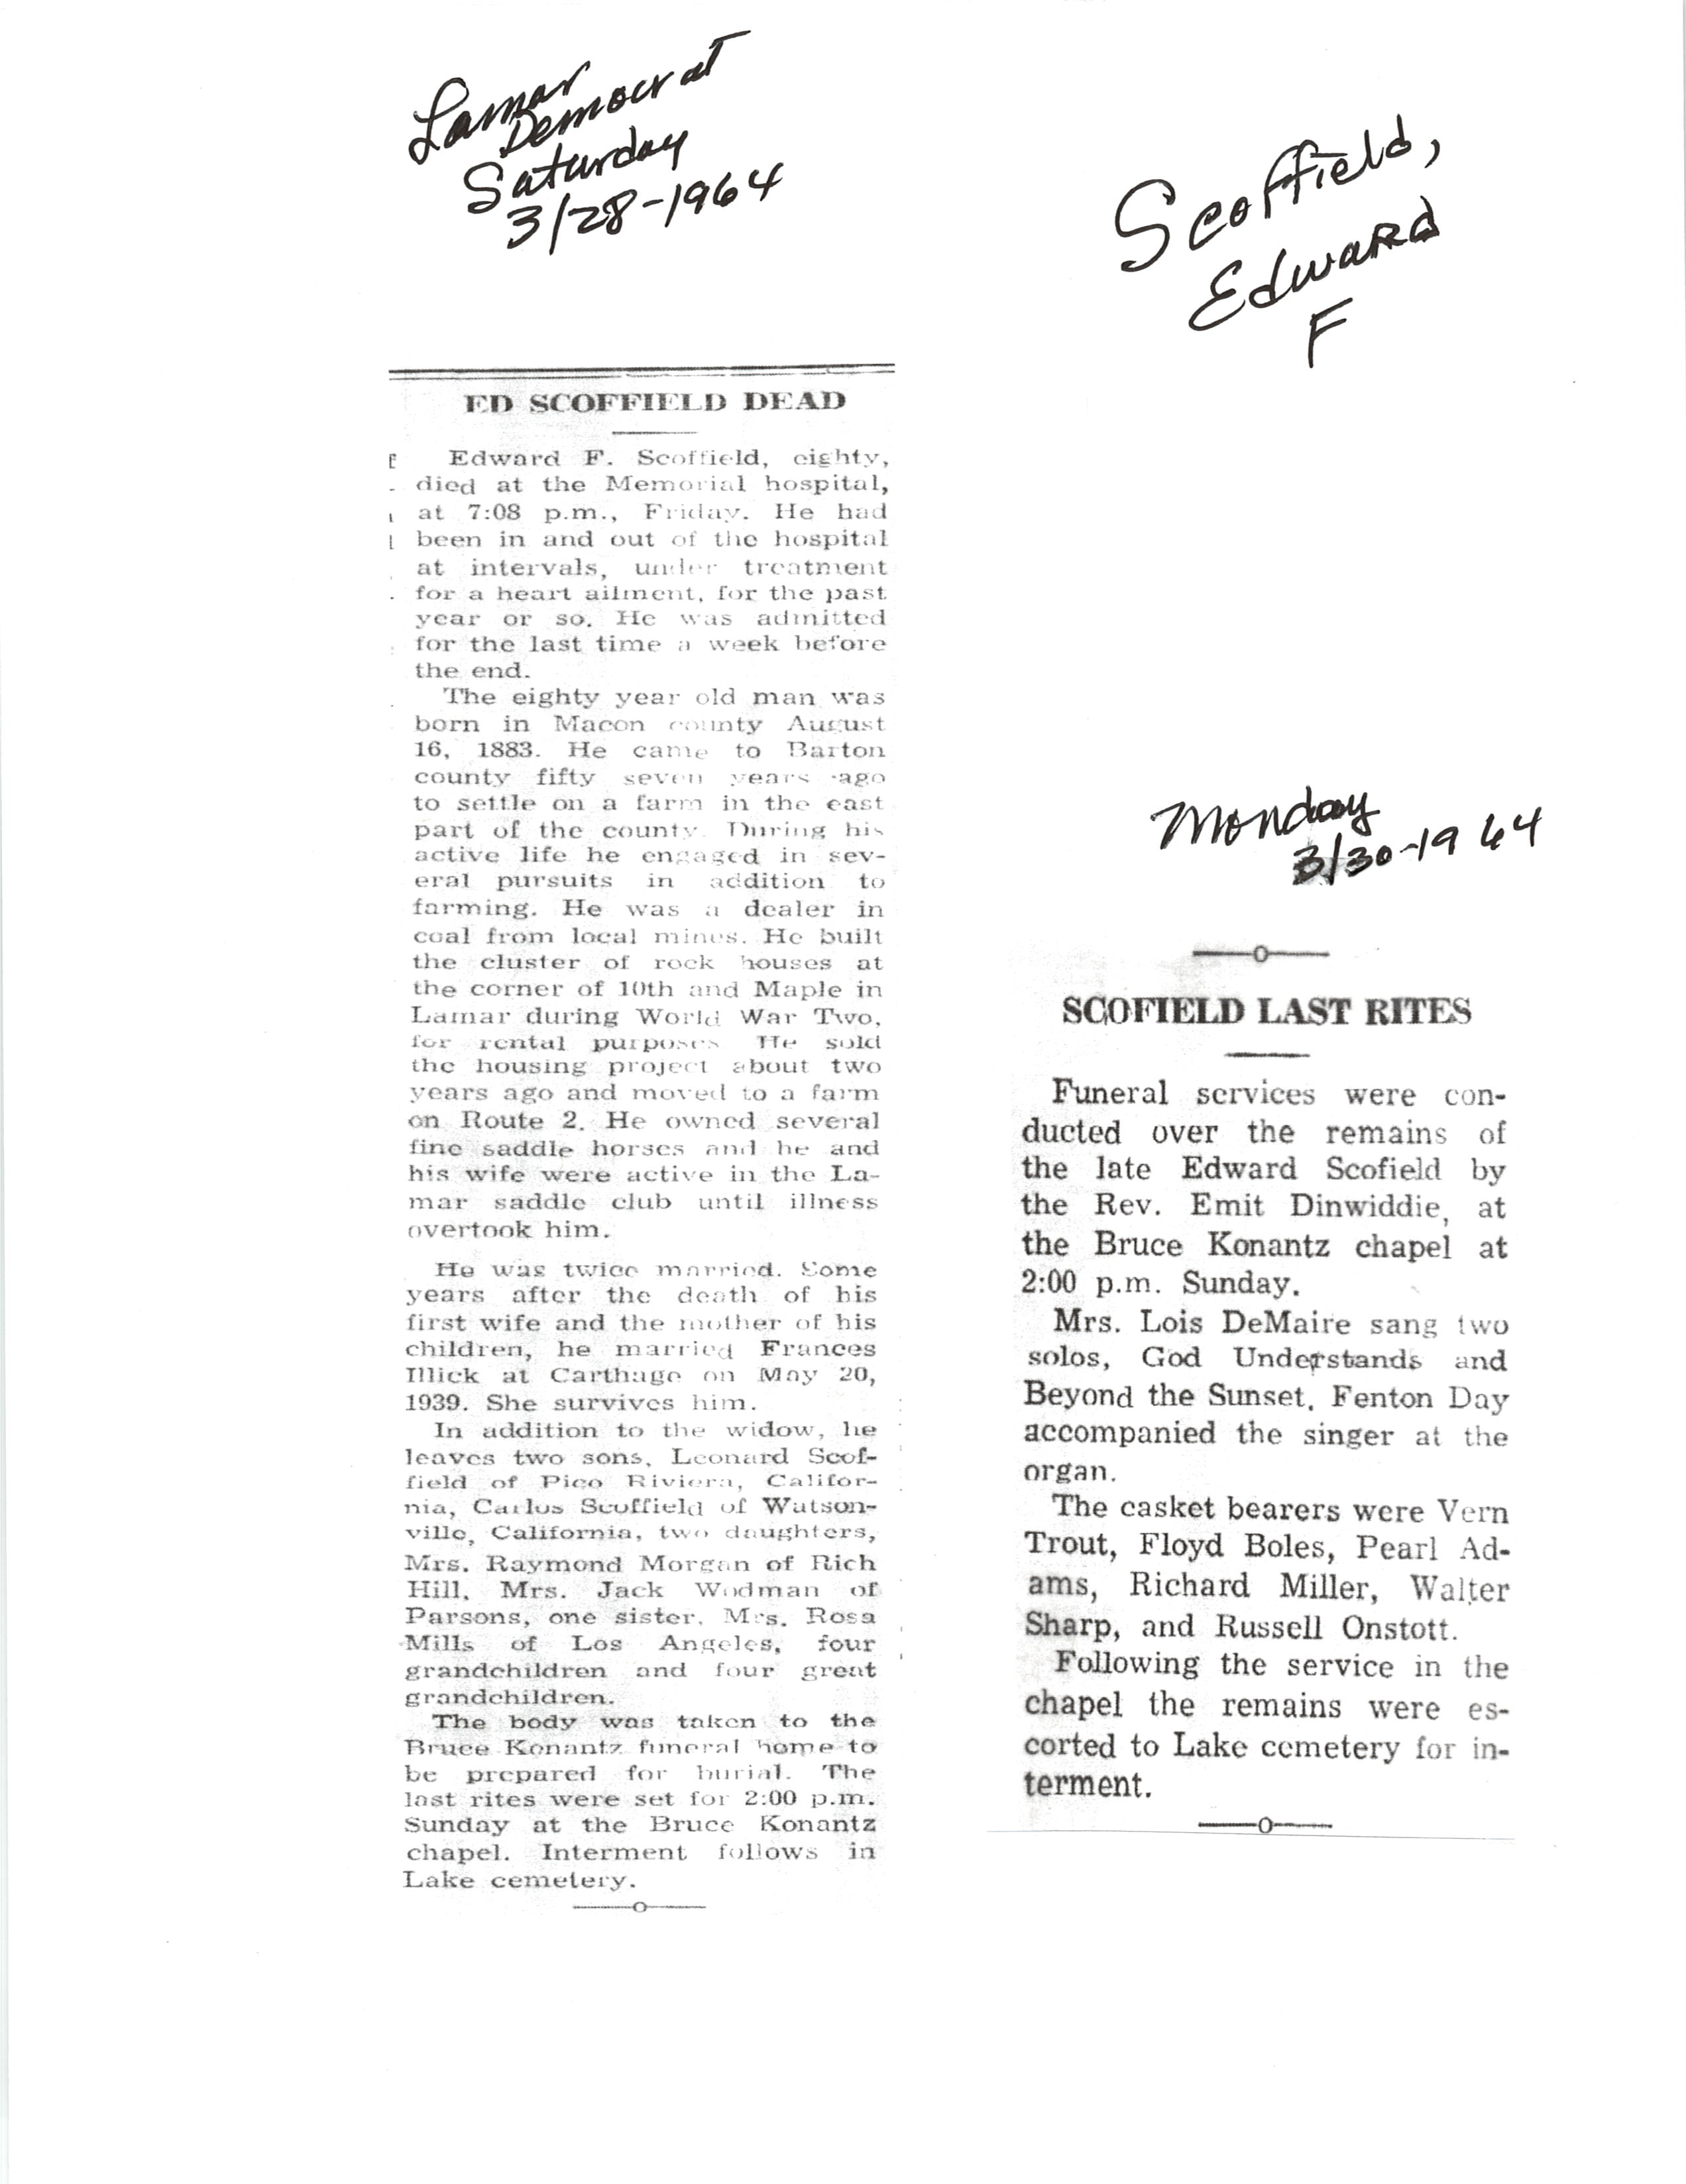 Lamar
Democrat
Saturday
3/28-1964
Scoffield,
Edward
F
ED SCOFFIELD DEAD
Edward F. Scoffield, eighty,
died at the Memorial hospital,
at 7:08 p.m., Friday. He had
been in and out of the hospital
at intervals, under treatment
for a heart ailment, for the past
year or so. He was admitted
for the last time a week before
the end.
The eighty year old man was
born in Macon county August
16, 1883. He came to Barton
county fifty seven years ago
to settle on a farm in the east
part of the county. During his
active life he engaged in sev-
eral pursuits in addition to
farming. He was a dealer in
coal from local mines. He built
the cluster of rock houses at
the corner of 10th and Maple in
Lamar during World War Two,
for rental purposes. He sold
the housing project about two
years ago and moved to a farm
on Route 2. He owned several
fine saddle horses and he and
his wife were active in the La-
mar saddle club until illness
overtook him.
He was twice married. Some
years after the death of his
first wife and the mother of his
children, he married Frances
Illick at Carthage on May 20,
1939. She survives him.
In addition to the widow, he
leaves two sons, Leonard Scof-
field of Pico Riviera, Califor-
nia, Carlos Scoffield of Watson-
ville, California, two daughters,
Mrs. Raymond Morgan of Rich
Hill, Mrs. Jack Wodman of
Parsons, one sister, Mrs. Rosa
Mills of Los Angeles, four
grandchildren and four great
grandchildren.
The body was taken to the
Bruce Konantz funeral home to
be prepared for burial. The
last rites were set for 2:00 p.m.
Sunday at the Bruce Konantz
chapel. Interment follows in
Lake cemetery.
Monday
3/30-1964
SCOFIELD LAST RITES
Funeral services were con-
ducted over the remains of
the late Edward Scofield by
the Rev. Emit Dinwiddie, at
the Bruce Konantz chapel at
2:00 p.m. Sunday.
Mrs. Lois DeMaire sang two
solos, God Understands and
Beyond the Sunset. Fenton Day
accompanied the singer at the
organ.
The casket bearers were Vern
Trout, Floyd Boles, Pearl Ad-
ams, Richard Miller, Walter
Sharp, and Russell Onstott.
Following the service in the
chapel the remains were es-
corted to Lake cemetery for in-
terment.